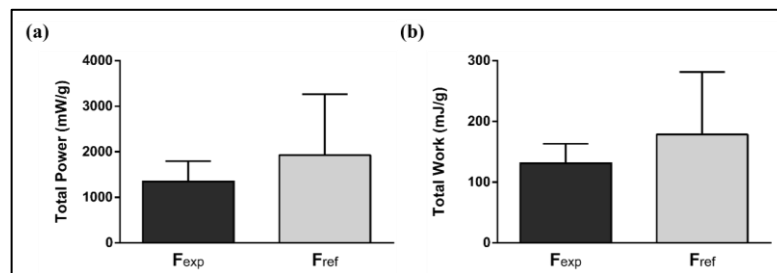 (a)
Total Power (mW/g)
4000
3000
2000
1000
0
Fexp Fref
(b)
Total Work (mJ/g)
300
200
100
0
Fexp Fref